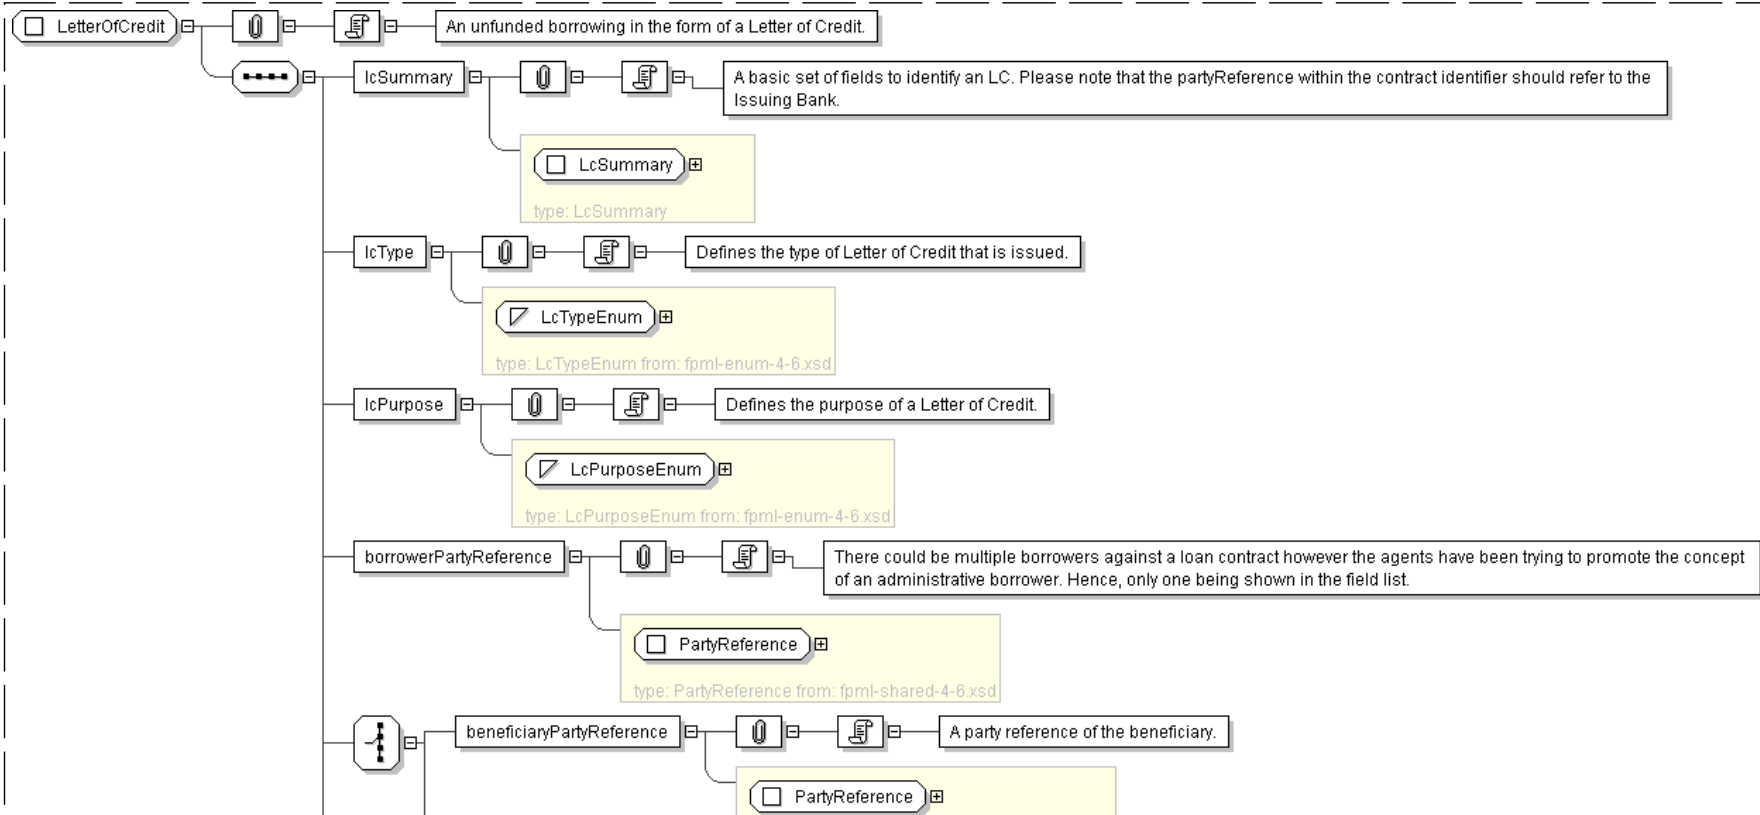 LetterOfCredit
An unfunded borrowing in the form of a Letter of Credit.
lcSummary
A basic set of fields to identify an LC. Please note that the partyReference within the contract identifier should refer to the
Issuing Bank.
LcSummary
type: LcSummary
lcType
Defines the type of Letter of Credit that is issued.
LcTypeEnum
type: LcTypeEnum from: fpml-enum-4-6.xsd
lcPurpose
Defines the purpose of a Letter of Credit.
LcPurposeEnum
type: LcPurposeEnum from: fpml-enum-4-6.xsd
borrowerPartyReference
There could be multiple borrowers against a loan contract however the agents have been trying to promote the concept
of an administrative borrower. Hence, only one being shown in the field list.
PartyReference
type: PartyReference from: fpml-shared-4-6.xsd
beneficiaryPartyReference
A party reference of the beneficiary.
PartyReference